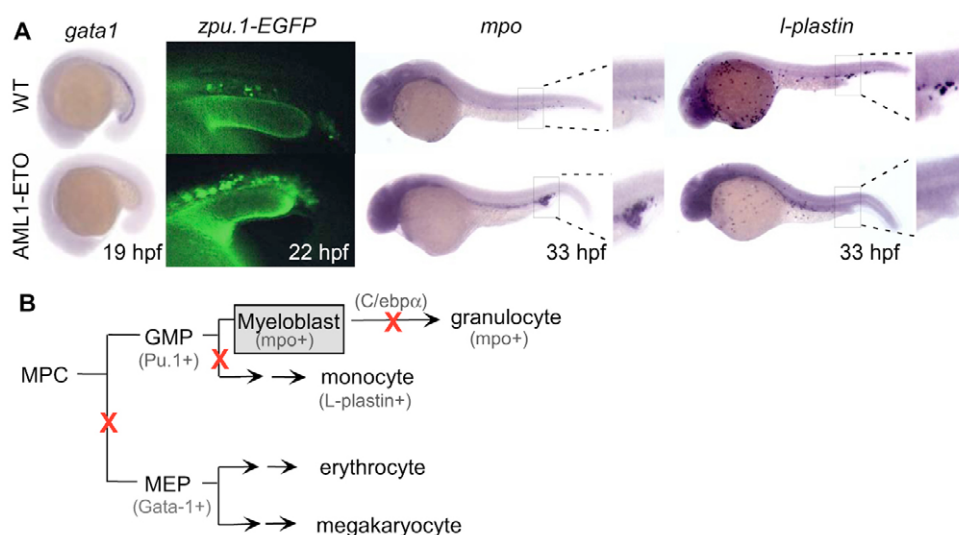 A
gata1 zpu.1-EGFP mpo l-plastin
WT
AML1-ETO
19 hpf 22 hpf 33 hpf 33 hpf
B
(C/ebpα)
Myeloblast X granulocyte
GMP (mpo+) (mpo+)
(Pu.1+) X
MPC monocyte
(L-plastin+)
X
erythrocyte
MEP
(Gata-1+)
megakaryocyte